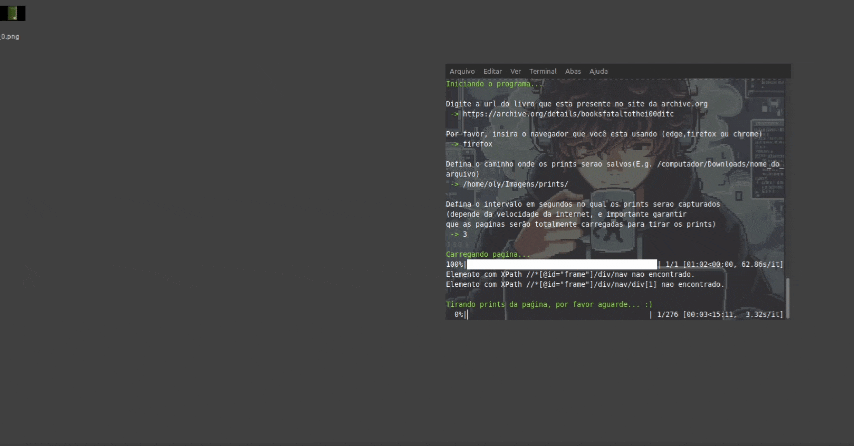 _0.png
Arquivo Editar Ver Terminal Abas Ajuda
Iniciando o programa...
Digite a url do livro que esta presente no site da archive.org
--> https://archive.org/details/booksfataltothei00ditc
Por favor, insira o navegador que você esta usando (edge,firefox ou chrome)
--> firefox
Defina o caminho onde os prints serao salvos(E.g. /computador/Downloads/nome_do_
arquivo)
--> /home/oly/Imagens/prints/
Defina o intervalo em segundos no qual os prints serao capturados
(depende da velocidade da internet, e importante garantir
que as paginas serão totalmente carregadas para tirar os prints)
--> 3
Carregando pagina...
100%| | 1/1 [01:02<00:00, 62.86s/it]
Elemento com XPath //*[@id="frame"]/div/nav nao encontrado.
Elemento com XPath //*[@id="frame"]/div/nav/div[1] nao encontrado.
Tirando prints da pagina, por favor aguarde... :)
0%| | 1/276 [00:03<15:11, 3.32s/it]